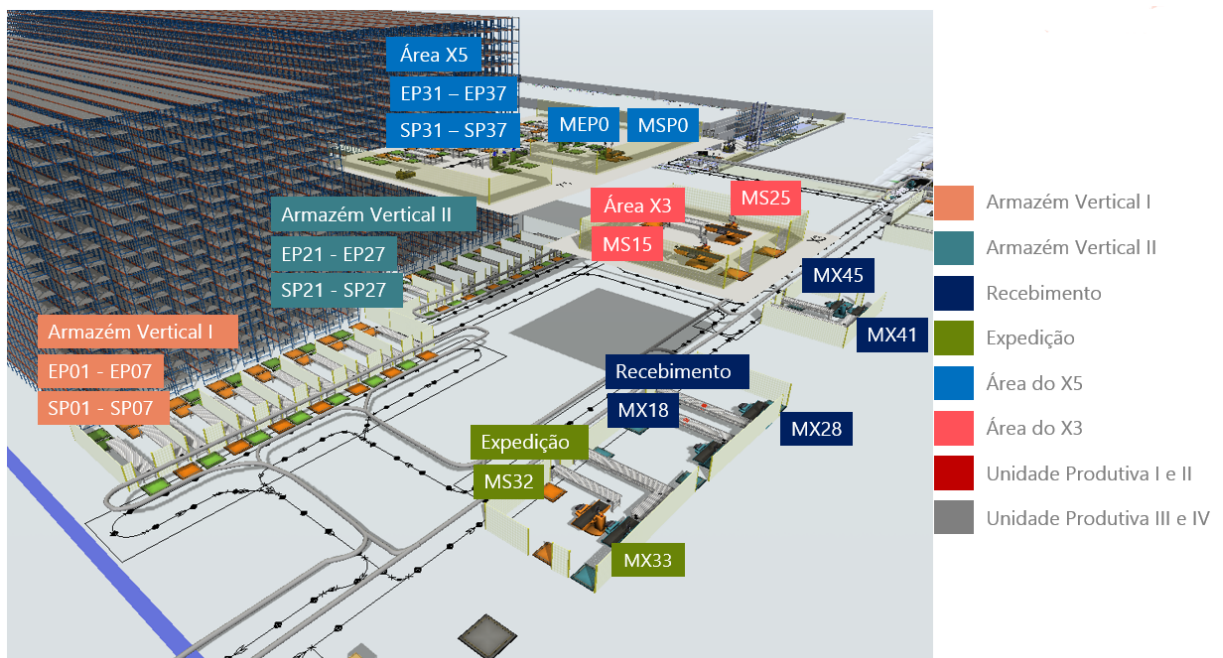 Área X5
EP31 – EP37
SP31 – SP37
MEP0
MSP0
Armazém Vertical II
EP21 - EP27
SP21 - SP27
Área X3
MS25
MS15
Armazém Vertical I
EP01 - EP07
SP01 - SP07
MX45
MX41
Recebimento
MX18
MX28
Expedição
MS32
MX33
Armazém Vertical I
Armazém Vertical II
Recebimento
Expedição
Área do X5
Área do X3
Unidade Produtiva I e II
Unidade Produtiva III e IV